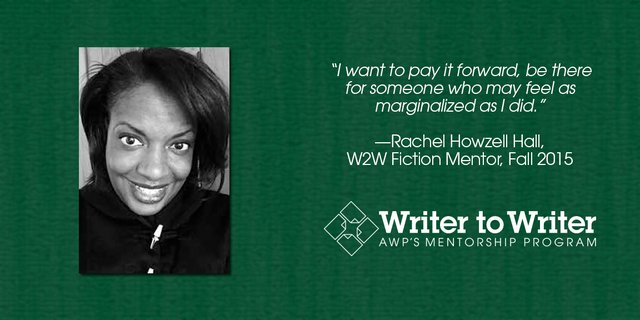 “I want to pay it forward, be there
for someone who may feel as
marginalized as I did.”
—Rachel Howzell Hall,
W2W Fiction Mentor, Fall 2015
Writer to Writer
AWP'S MENTORSHIP PROGRAM